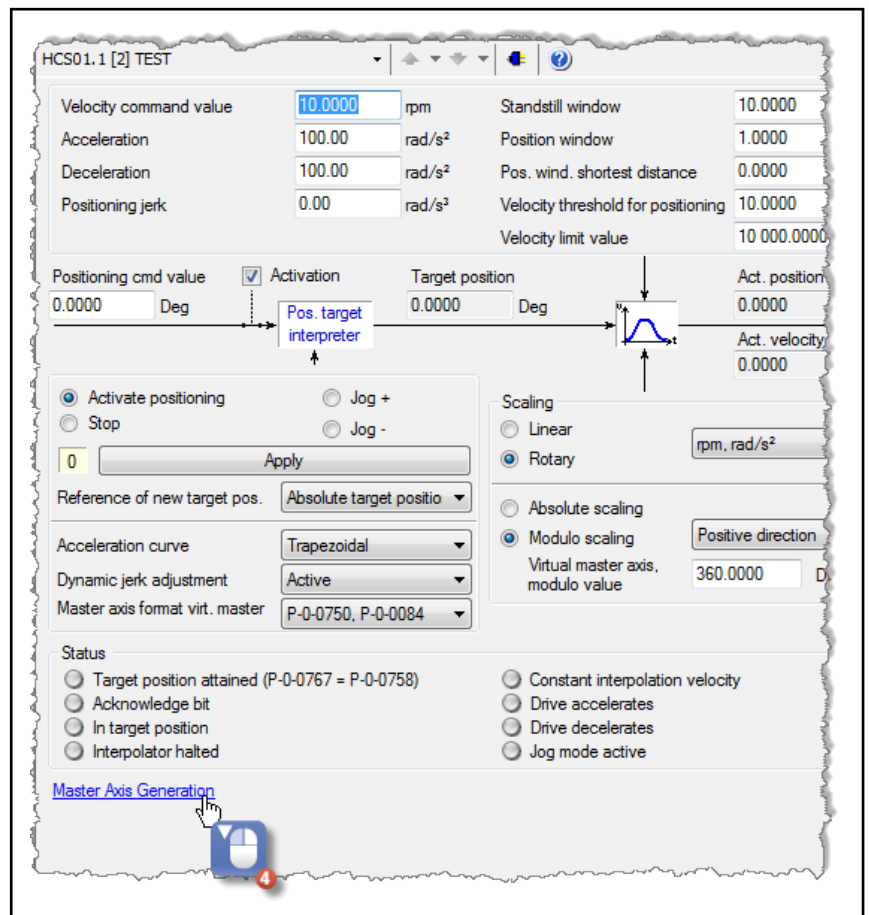 HCS01.1 [2] TEST
Velocity command value 10.0000 rpm Standstill window 10.0000
Acceleration 100.00 rad/s² Position window 1.0000
Deceleration 100.00 rad/s² Pos. wind. shortest distance 0.0000
Positioning jerk 0.00 rad/s³ Velocity threshold for positioning 10.0000
Velocity limit value 10 000.0000
Positioning cmd value Activation Target position Act. position
0.0000 Deg Pos. target 0.0000 Deg v 0.0000
interpreter t Act. velocity
0.0000
Activate positioning Jog + Scaling
Stop Jog - Linear rpm, rad/s²
0 Apply Rotary
Reference of new target pos. Absolute target positio Absolute scaling
Acceleration curve Trapezoidal Modulo scaling Positive direction
Dynamic jerk adjustment Active Virtual master axis, 360.0000 D
modulo value
Master axis format virt. master P-0-0750, P-0-0084
Status
Target position attained (P-0-0767 = P-0-0758) Constant interpolation velocity
Acknowledge bit Drive accelerates
In target position Drive decelerates
Interpolator halted Jog mode active
Master Axis Generation
4